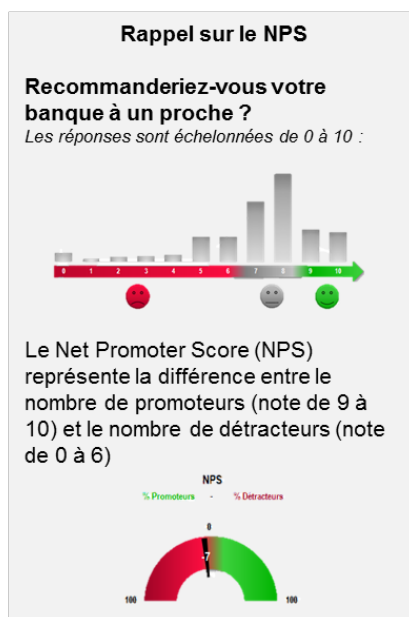 Rappel sur le NPS
Recommanderiez-vous votre
banque à un proche ?
Les réponses sont échelonnées de 0 à 10 :
0 1 2 3 4 5 6 7 8 9 10
Le Net Promoter Score (NPS)
représente la différence entre le
nombre de promoteurs (note de 9 à
10) et le nombre de détracteurs (note
de 0 à 6)
NPS
% Promoteurs - % Détracteurs
0
-7
100 100